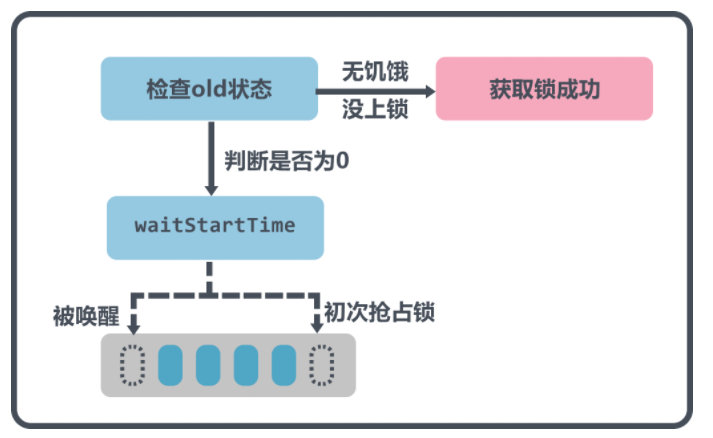 检查old状态
无饥饿
没上锁
获取锁成功
判断是否为0
waitStartTime
被唤醒
初次抢占锁